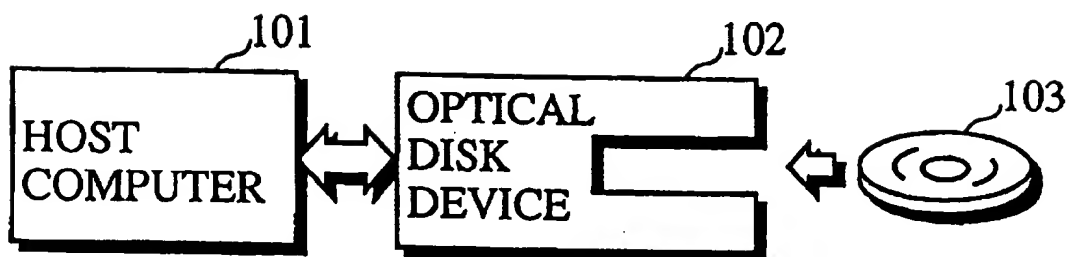 101
HOST
COMPUTER
102
OPTICAL
DISK
DEVICE
103